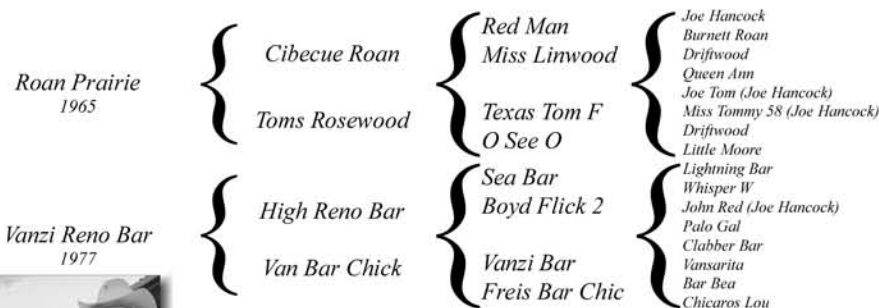 Roan Prairie
1965
Cibecue Roan
Toms Rosewood
Red Man
Miss Linwood
Texas Tom F
O See O
Joe Hancock
Burnett Roan
Driftwood
Queen Ann
Joe Tom (Joe Hancock)
Miss Tommy 58 (Joe Hancock)
Driftwood
Little Moore
Vanzi Reno Bar
1977
High Reno Bar
Van Bar Chick
Sea Bar
Boyd Flick 2
Vanzi Bar
Freis Bar Chic
Lightning Bar
Whisper W
John Red (Joe Hancock)
Palo Gal
Clabber Bar
Vansarita
Bar Bea
Chicaros Lou